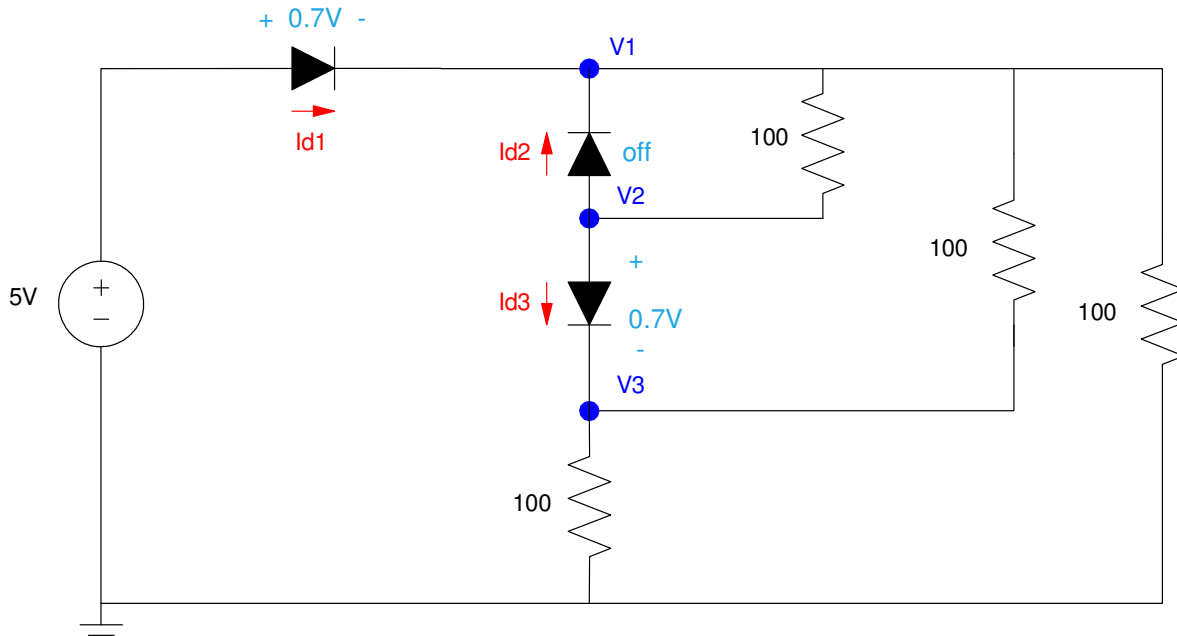 + 0.7V -
V1
Id1
100
Id2
off
V2
100
+
5V
+
-
Id3
0.7V
100
-
V3
100